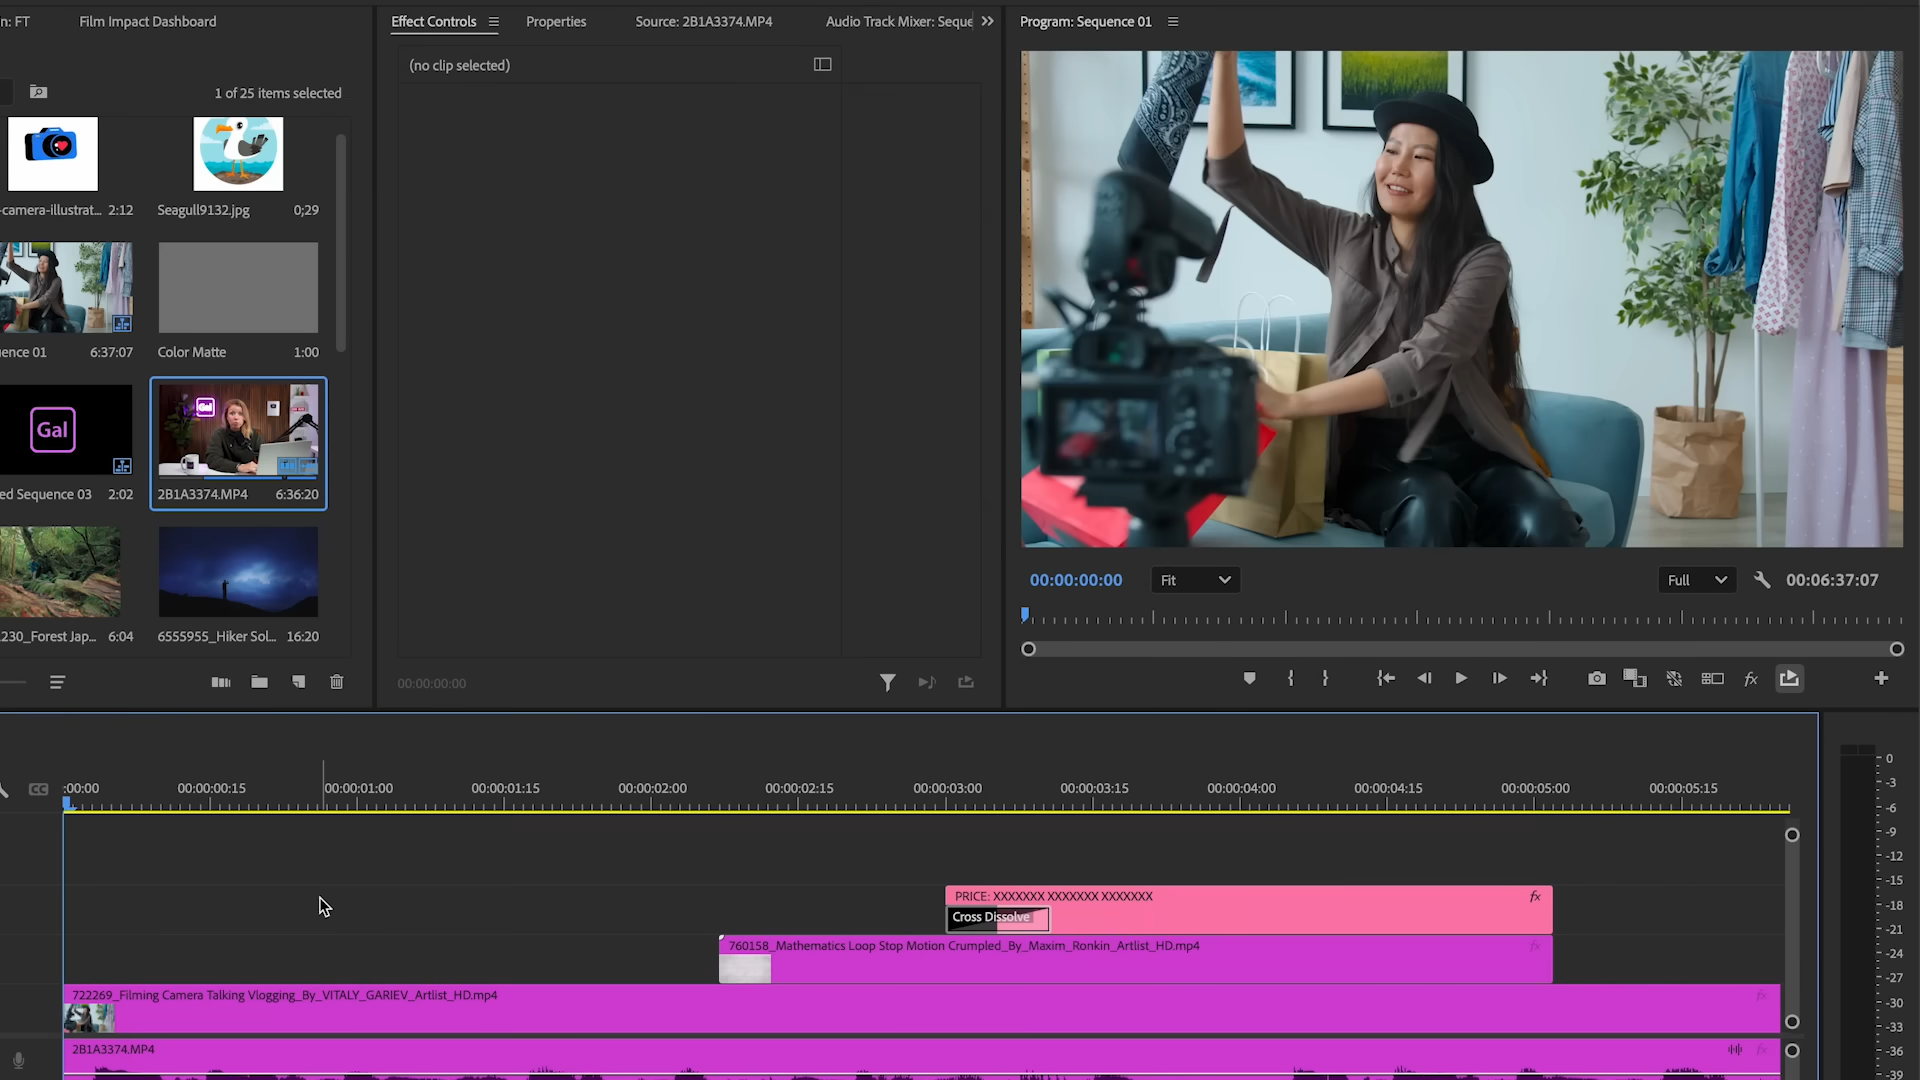 n: FT
Film Impact Dashboard
Effect Controls
Properties
Source: 2B1A3374.MP4
Audio Track Mixer: Seque
Program: Sequence 01
(no clip selected)
1 of 25 items selected
-camera-illustrat... 2:12
Seagull9132.jpg 0;29
ence 01 6:37:07
Color Matte 1:00
Gal
Gal
ed Sequence 03 2:02
2B1A3374.MP4 6:36:20
230_Forest Jap... 6:04
6555955_Hiker Sol... 16:20
00:00:00:00
00:00:00:00
Fit
Full
00:06:37:07
fx
CC
:00:00
00:00:00:15
00:00:01:00
00:00:01:15
00:00:02:00
00:00:02:15
00:00:03:00
00:00:03:15
00:00:04:00
00:00:04:15
00:00:05:00
00:00:05:15
PRICE: XXXXXXX XXXXXXX XXXXXXX
fx
Cross Dissolve
760158_Mathematics Loop Stop Motion Crumpled_By_Maxim_Ronkin_Artlist_HD.mp4
fx
722269_Filming Camera Talking Vlogging_By_VITALY_GARIEV_Artlist_HD.mp4
fx
2B1A3374.MP4
fx
0
-3
-6
-9
-12
-15
-18
-21
-24
-27
-30
-33
-36
-39